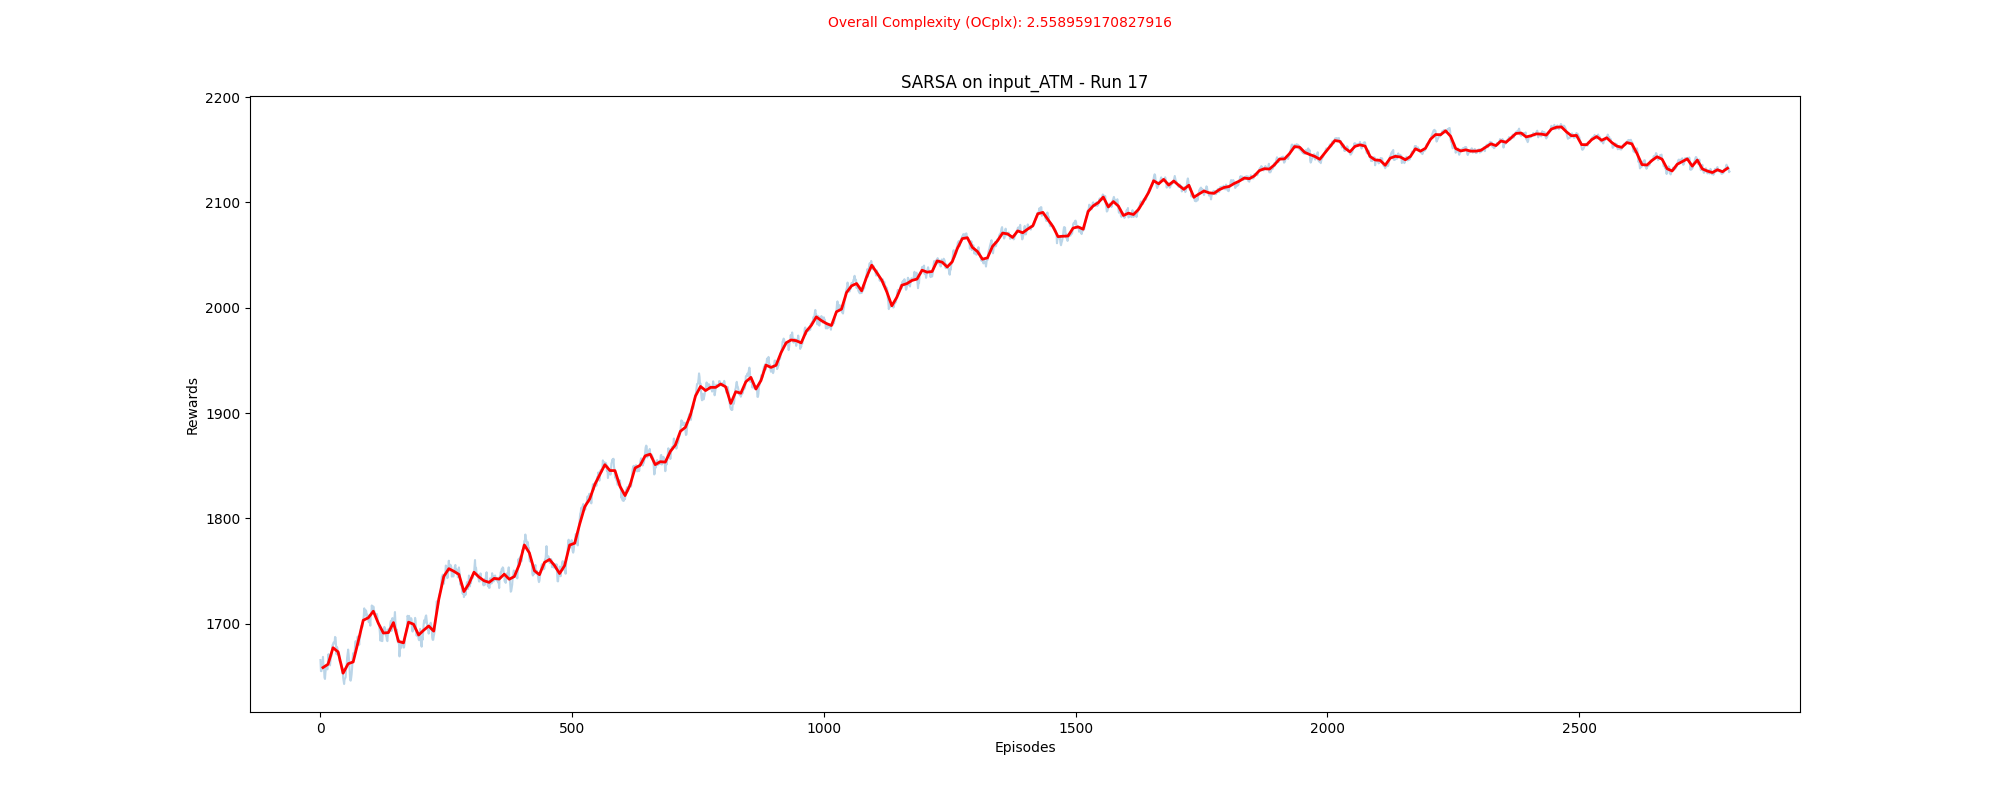 Overall Complexity (OCplx): 2.558959170827916
SARSA on input_ATM - Run 17
2200
2100
2000
1900
1800
1700
Rewards
0 500 1000 1500 2000 2500
Episodes